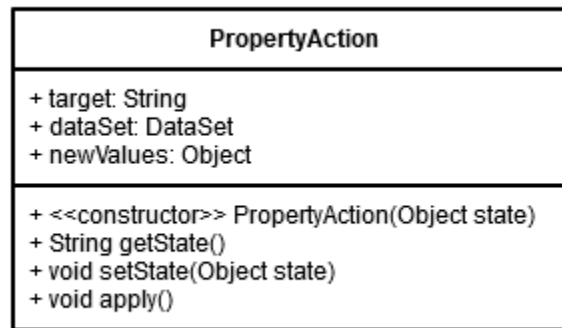 PropertyAction
+ target: String
+ dataSet: DataSet
+ newValues: Object
+ <<constructor>> PropertyAction(Object state)
+ String getState()
+ void setState(Object state)
+ void apply()